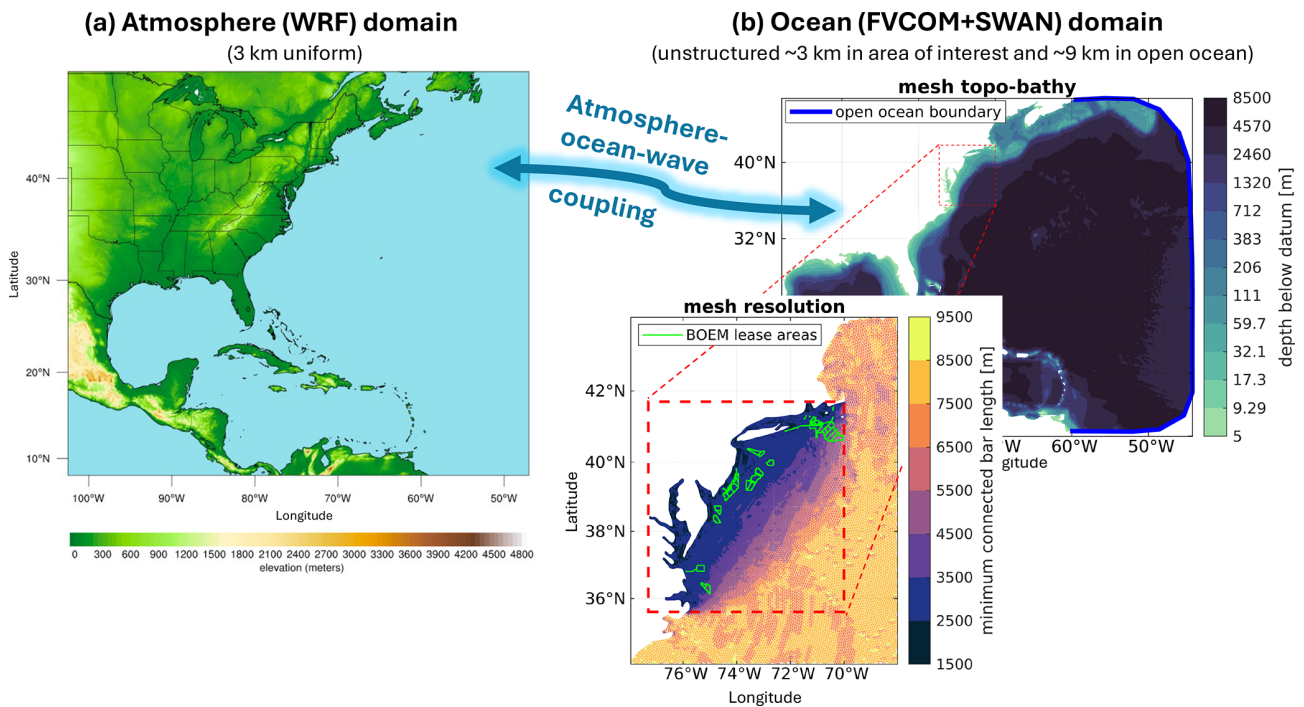 (a) Atmosphere (WRF) domain
(3 km uniform)
(b) Ocean (FVCOM+SWAN) domain
(unstructured ~3 km in area of interest and ~9 km in open ocean)
Latitude
40°N
30°N
20°N
10°N
100°W 90°W 80°W 70°W 60°W 50°W
Longitude
0 300 600 900 1200 1500 1800 2100 2400 2700 3000 3300 3600 3900 4200 4500 4800
elevation (meters)
Atmosphere-
ocean-wave
coupling
mesh topo-bathy
open ocean boundary
40°N
32°N
W 60°W 50°W
gitude
8500
4570
2460
1320
712
383
206
111
59.7
32.1
17.3
9.29
5
depth below datum [m]
mesh resolution
BOEM lease areas
Latitude
42°N
40°N
38°N
36°N
76°W 74°W 72°W 70°W
Longitude
9500
8500
7500
6500
5500
4500
3500
2500
1500
minimum connected bar length [m]